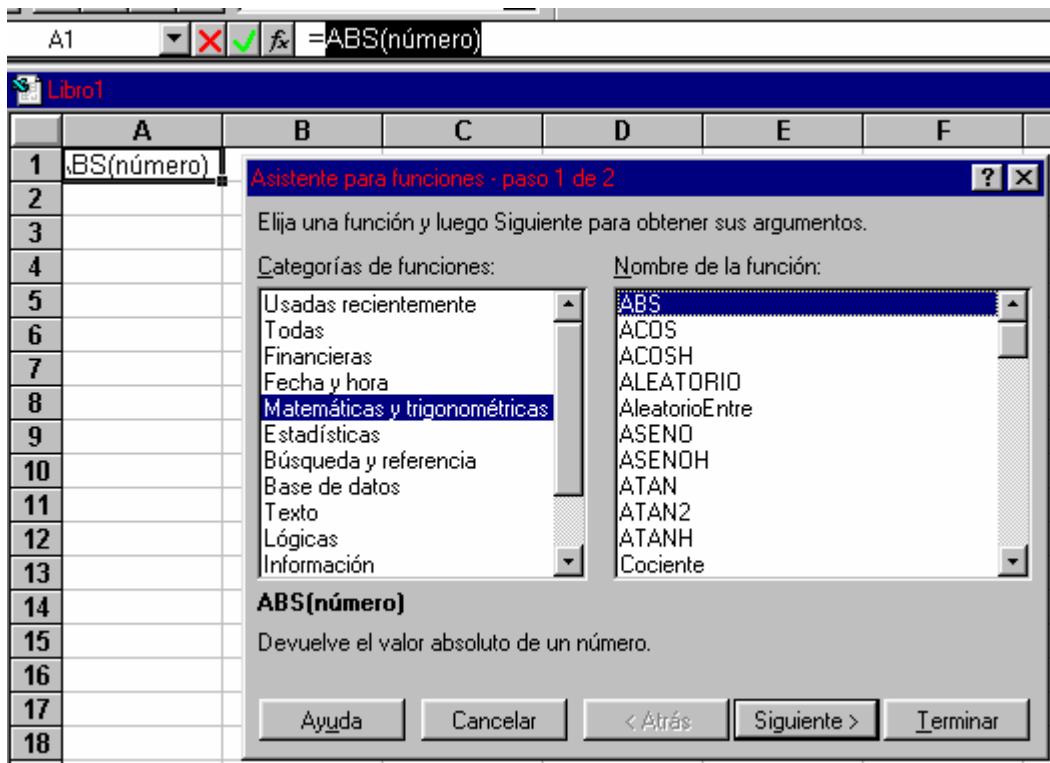 A1 fx =ABS(número)
Libro1
A B C D E F
1 ABS(número)
Asistente para funciones - paso 1 de 2 ? X
2
Elija una función y luego Siguiente para obtener sus argumentos.
3
4 Categorías de funciones: Nombre de la función:
5 Usadas recientemente ABS
6 Todas ACOS
Financieras ACOSH
7 Fecha y hora ALEATORIO
8 Matemáticas y trigonométricas AleatorioEntre
9 Estadísticas ASENO
10 Búsqueda y referencia ASENOH
Base de datos ATAN
11 Texto ATAN2
12 Lógicas ATANH
13 Información Cociente
14 ABS(número)
15 Devuelve el valor absoluto de un número.
16
17 Ayuda Cancelar < Atrás Siguiente > Terminar
18